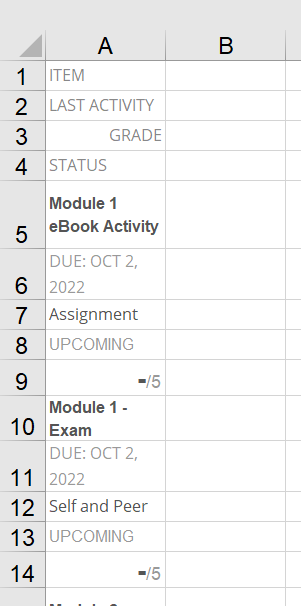 A B
1 ITEM
2 LAST ACTIVITY
3 GRADE
4 STATUS
Module 1
5 eBook Activity
DUE: OCT 2,
6 2022
7 Assignment
8 UPCOMING
9 -/5
Module 1 -
10 Exam
DUE: OCT 2,
11 2022
12 Self and Peer
13 UPCOMING
14 -/5